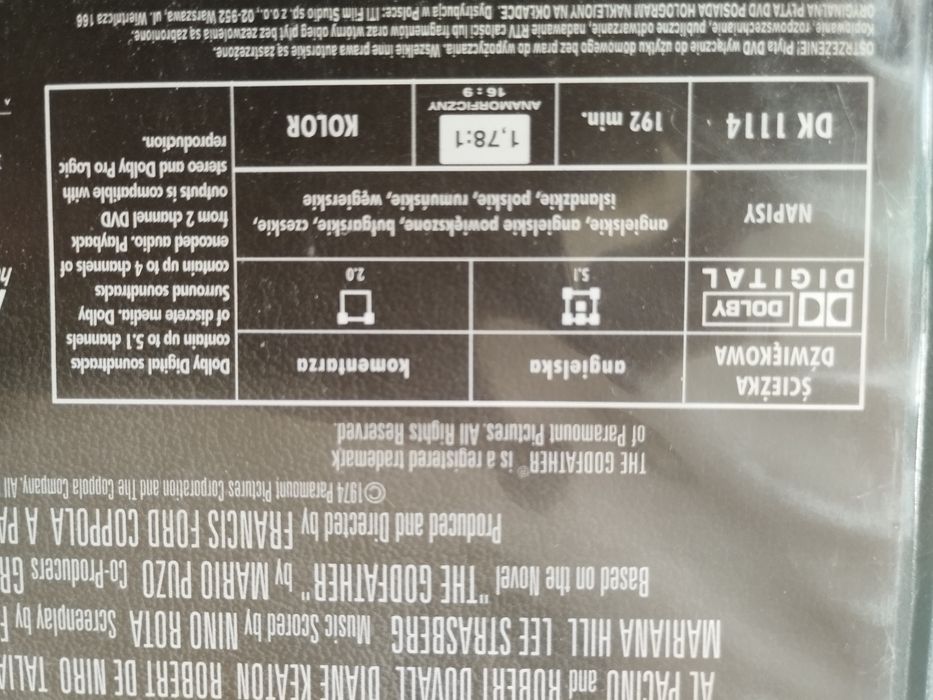 AL PACINO and ROBERT DUVALL DIANE KEATON ROBERT DE NIRO TALIA
MARIANA HILL LEE STRASBERG Music Scored by NINO ROTA Screenplay by F
Based on the Novel "THE GODFATHER" by MARIO PUZO Co-Producers GR
Produced and Directed by FRANCIS FORD COPPOLA A PA
©1974 Paramount Pictures Corporation and The Coppola Company. All
THE GODFATHER® is a registered trademark
of Paramount Pictures. All Rights Reserved.
ŚCIEŻKA
DŹWIĘKOWA
angielska
komentarza
DOLBY
DIGITAL
5.1
2.0
NAPISY
angielskie, angielskie powiększone, bułgarskie, czeskie,
islandzkie, polskie, rumuńskie, węgierskie
DK 1114
192 min.
1,78:1
ANAMORFICZNY
16:9
KOLOR
Dolby Digital soundtracks
contain up to 5.1 channels
of discrete media. Dolby
Surround soundtracks
contain up to 4 channels of
encoded audio. Playback
from 2 channel DVD
outputs is compatible with
stereo and Dolby Pro Logic
reproduction.
OSTRZEŻENIE! Płyta DVD wyłącznie do użytku domowego bez prawa do wypożyczania. Wszelkie inne prawa autorskie są zastrzeżone.
Kopiowanie, rozpowszechnianie, publiczne odtwarzanie, nadawanie RTV całości lub fragmentów oraz wtórny obieg płyt bez zezwolenia są zabronione.
ORYGINALNA PŁYTA DVD POSIADA HOLOGRAM NAKLEJONY NA OKŁADCE. Dystrybucja w Polsce: ITI Film Studio sp. z o.o., 02-952 Warszawa, ul. Wiertnicza 166